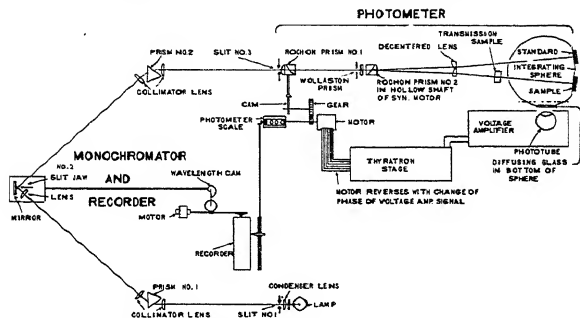 PHOTOMETER
PRISM NO.2
SLIT NO.3
ROCHON PRISM NO.1
DECENTERED LENS
TRANSMISSION
SAMPLE
STANDARD
INTEGRATING
SPHERE
SAMPLE
COLLIMATOR LENS
WOLLASTON
PRISM
ROCHON PRISM NO.2
IN HOLLOW SHAFT
OF SYN. MOTOR
CAM
GEAR
PHOTOMETER
SCALE
MOTOR
VOLTAGE
AMPLIFIER
PHOTOTUBE
DIFFUSING GLASS
IN BOTTOM OF
SPHERE
THYRATRON
STAGE
MOTOR REVERSES WITH CHANGE OF
PHASE OF VOLTAGE AMP. SIGNAL
MONOCHROMATOR
AND
RECORDER
NO.2
SLIT JAW
LENS
MIRROR
WAVELENGTH CAM
MOTOR
RECORDER
PRISM NO.1
COLLIMATOR LENS
SLIT NO.1
CONDENSER LENS
LAMP